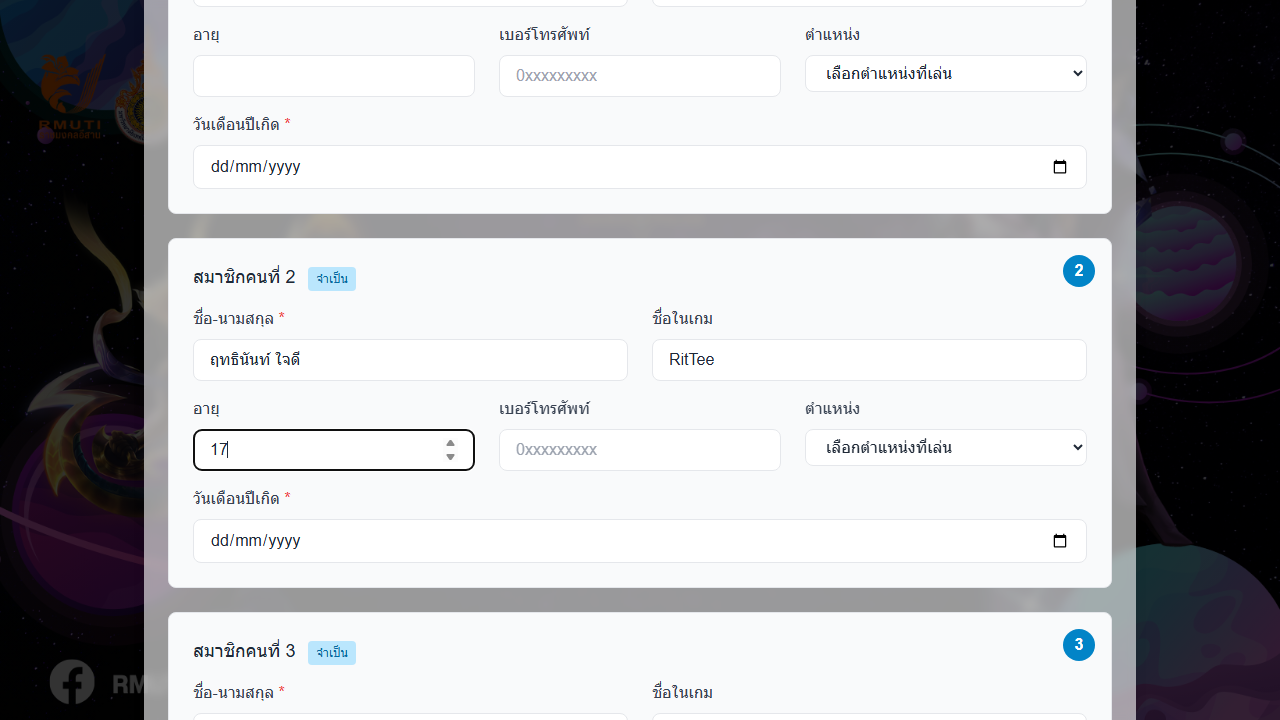 อายุ
เบอร์โทรศัพท์
ตำแหน่ง
0xxxxxxxxx
เลือกตำแหน่งที่เล่น
วันเดือนปีเกิด *
dd/mm/yyyy
สมาชิกคนที่ 2 จำเป็น
2
ชื่อ-นามสกุล *
ชื่อในเกม
ฤทธินันท์ ใจดี
RitTee
อายุ
เบอร์โทรศัพท์
ตำแหน่ง
17
0xxxxxxxxx
เลือกตำแหน่งที่เล่น
วันเดือนปีเกิด *
dd/mm/yyyy
สมาชิกคนที่ 3 จำเป็น
3
ชื่อ-นามสกุล *
ชื่อในเกม
RMUTI